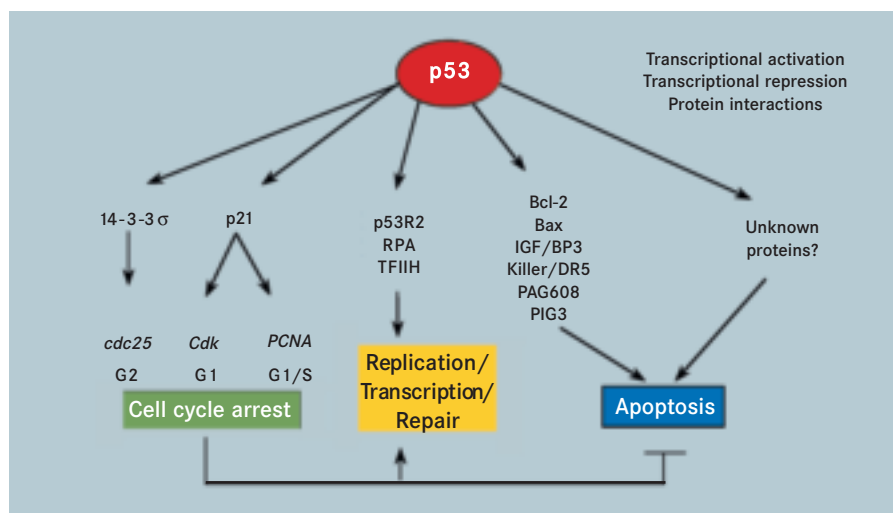 p53
Transcriptional activation
Transcriptional repression
Protein interactions
14-3-3 σ
p21
p53R2
RPA
TFIIH
Bcl-2
Bax
IGF/BP3
Killer/DR5
PAG608
PIG3
Unknown
proteins?
cdc25
Cdk
PCNA
G2
G1
G1/S
Cell cycle arrest
Replication/
Transcription/
Repair
Apoptosis